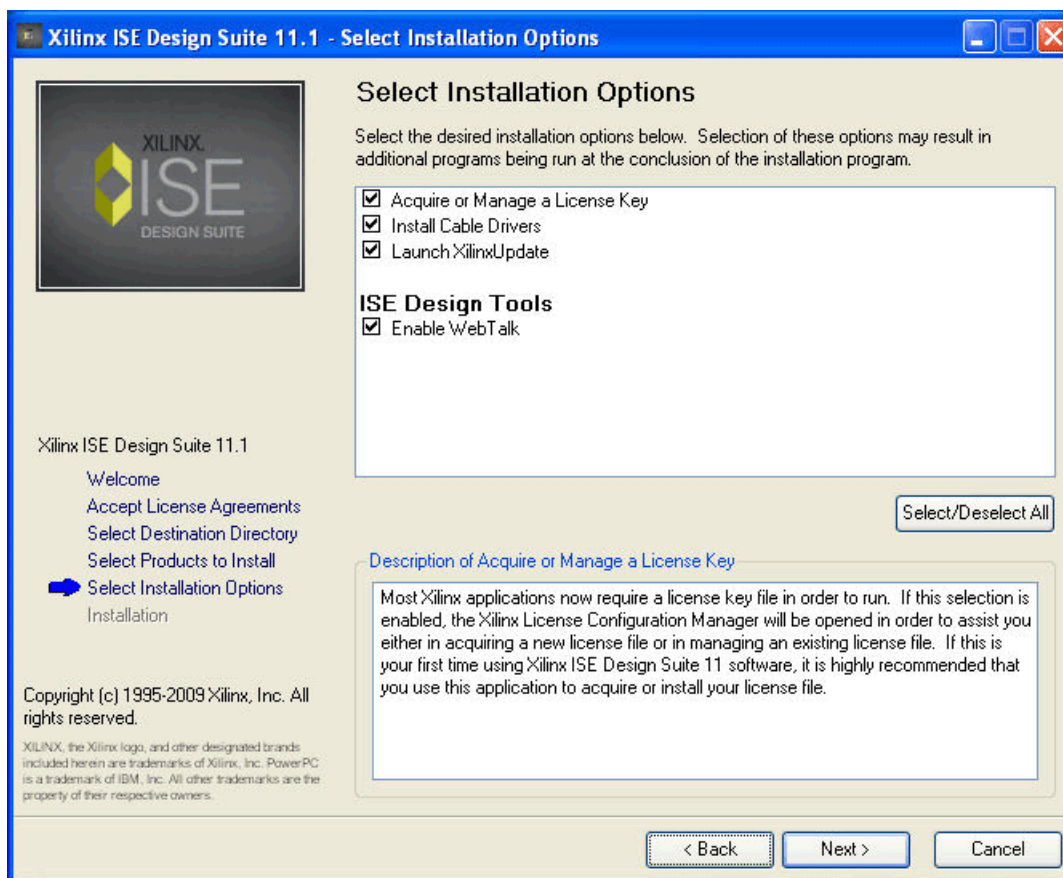 Xilinx ISE Design Suite 11.1 - Select Installation Options
XILINX.
ISE
DESIGN SUITE
Xilinx ISE Design Suite 11.1
Welcome
Accept License Agreements
Select Destination Directory
Select Products to Install
Select Installation Options
Installation
Copyright (c) 1995-2009 Xilinx, Inc. All
rights reserved.
XILINX, the Xilinx logo, and other designated brands
included herein are trademarks of Xilinx, Inc. PowerPC
is a trademark of IBM, Inc. All other trademarks are the
property of their respective owners.
Select Installation Options
Select the desired installation options below. Selection of these options may result in
additional programs being run at the conclusion of the installation program.
Acquire or Manage a License Key
Install Cable Drivers
Launch XilinxUpdate
ISE Design Tools
Enable WebTalk
Select/Deselect All
Description of Acquire or Manage a License Key
Most Xilinx applications now require a license key file in order to run. If this selection is
enabled, the Xilinx License Configuration Manager will be opened in order to assist you
either in acquiring a new license file or in managing an existing license file. If this is
your first time using Xilinx ISE Design Suite 11 software, it is highly recommended that
you use this application to acquire or install your license file.
< Back
Next >
Cancel